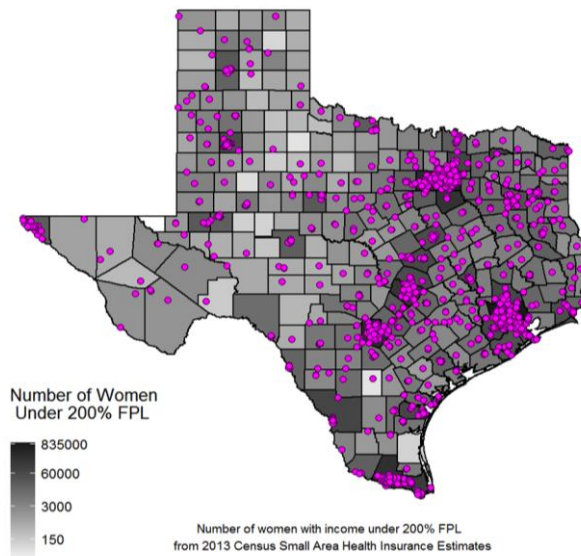 Number of Women
Under 200% FPL
835000
60000
3000
150
Number of women with income under 200% FPL
from 2013 Census Small Area Health Insurance Estimates